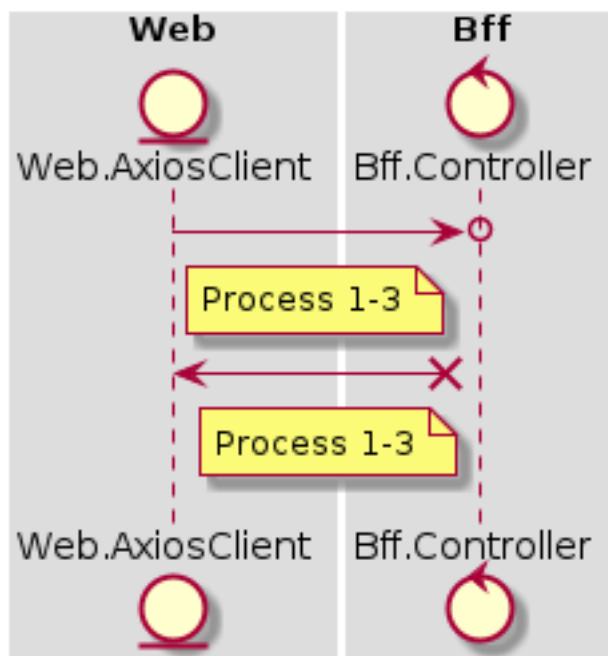 Web
Bff
Web.AxiosClient
Bff.Controller
Process 1-3
Process 1-3
Web.AxiosClient
Bff.Controller